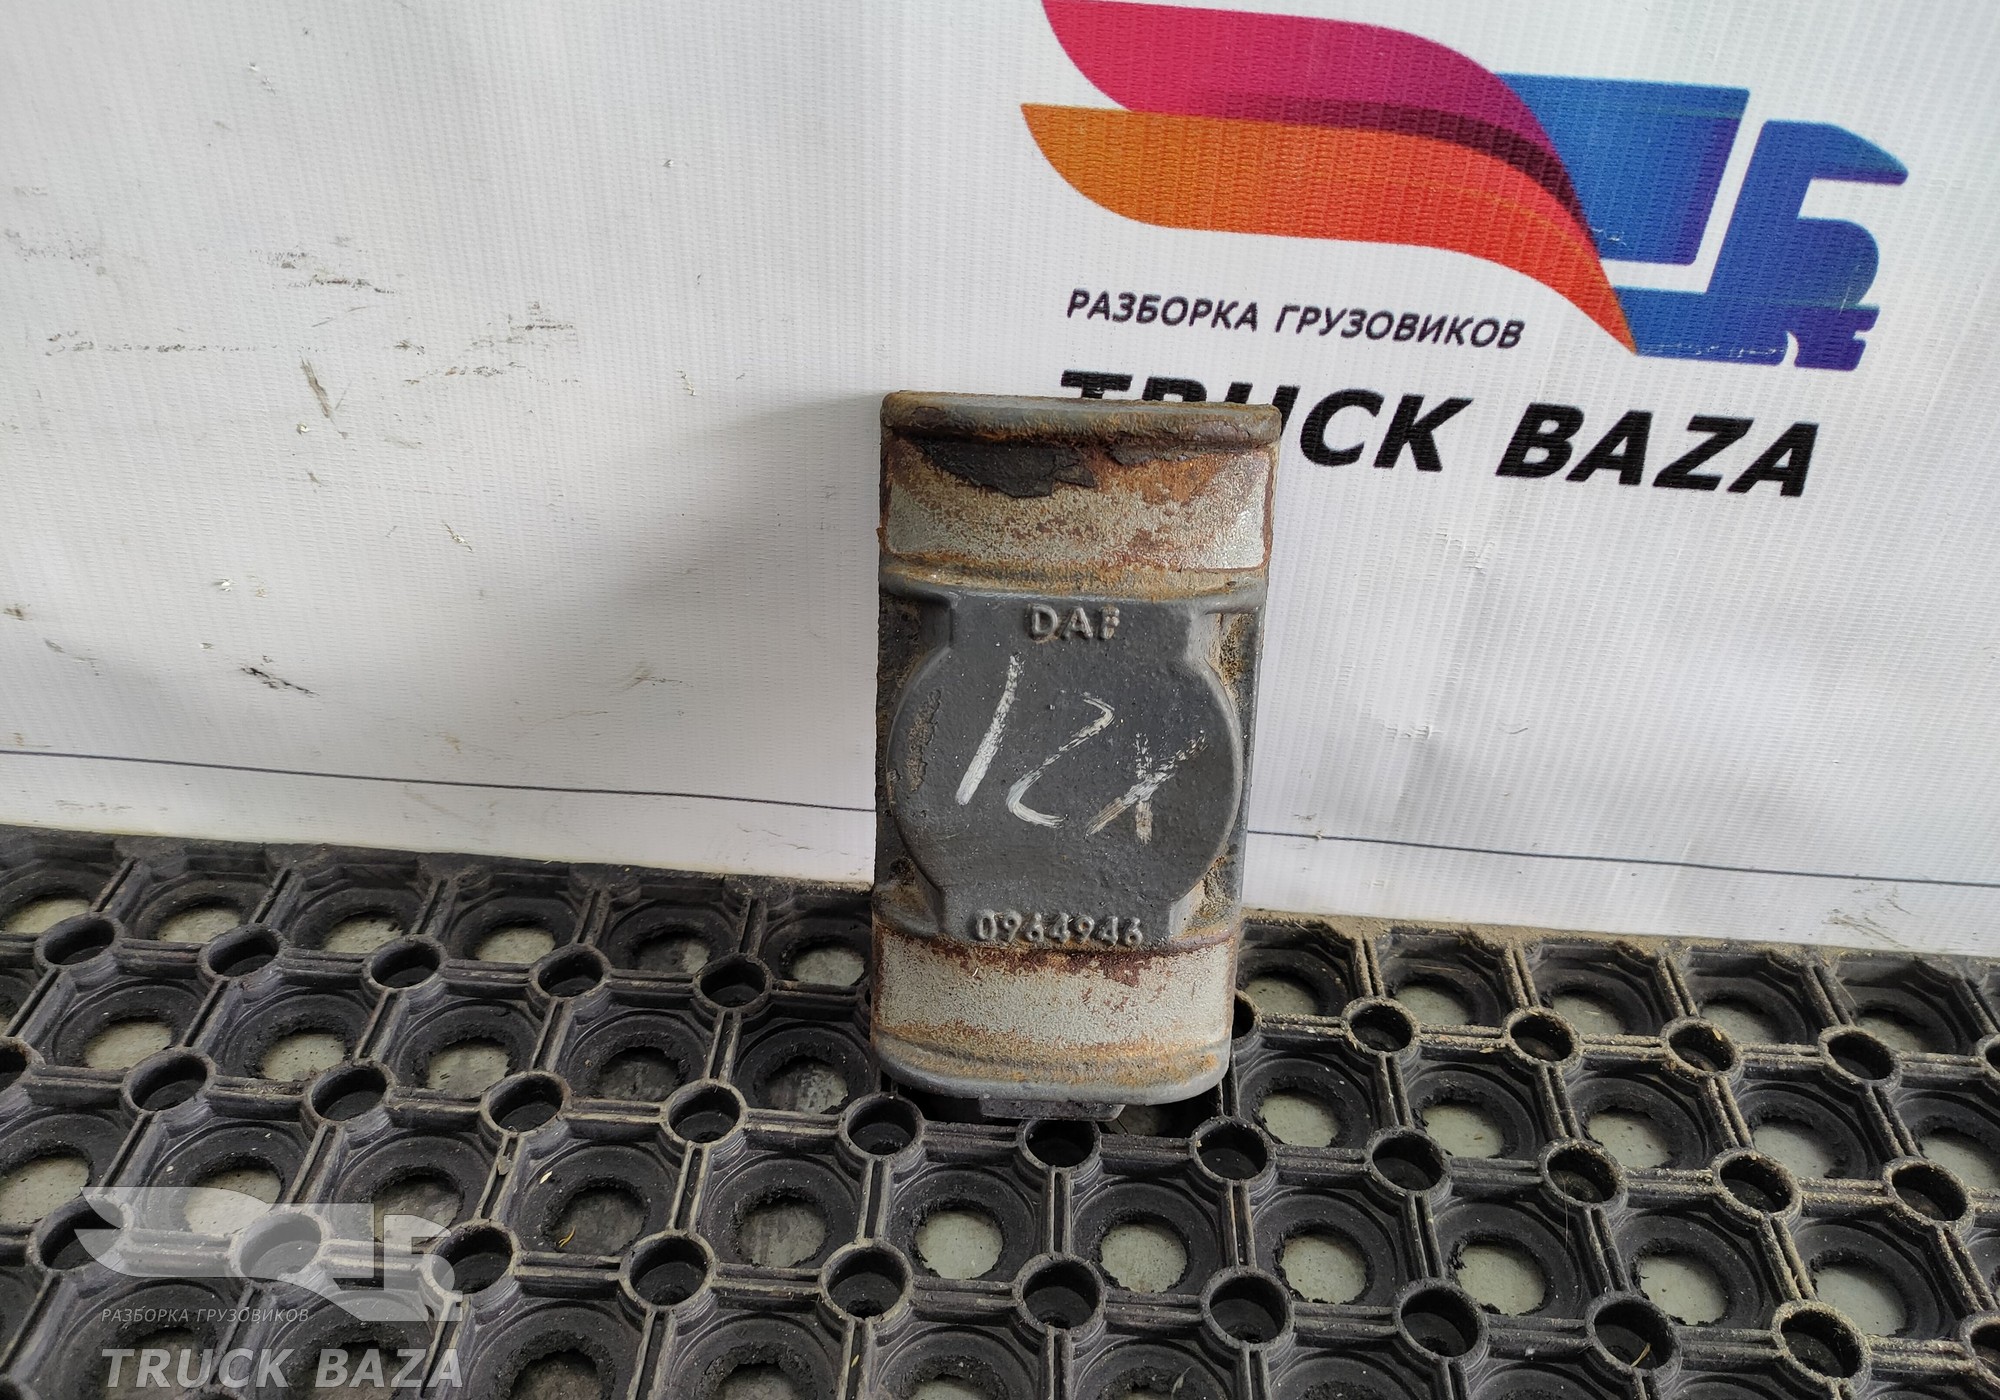 РАЗБОРКА ГРУЗОВИКОВ
TRUCK BAZA
DAF
12X
0964946
РАЗБОРКА ГРУЗОВИКОВ
TRUCK BAZA